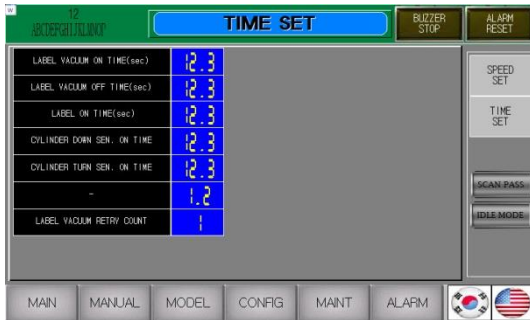 W
12
ABCDEFGHIJKLMNOP
TIME SET
BUZZER
STOP
ALARM
RESET
LABEL VACUUM ON TIME(sec)
12.3
LABEL VACUUM OFF TIME(sec)
12.3
LABEL ON TIME(sec)
12.3
CYLINDER DOWN SEN. ON TIME
12.3
CYLINDER TURN SEN. ON TIME
12.3
-
1.2
LABEL VACUUM RETRY COUNT
1
SPEED
SET
TIME
SET
SCAN PASS
IDLE MODE
MAIN
MANUAL
MODEL
CONFIG
MAINT
ALARM